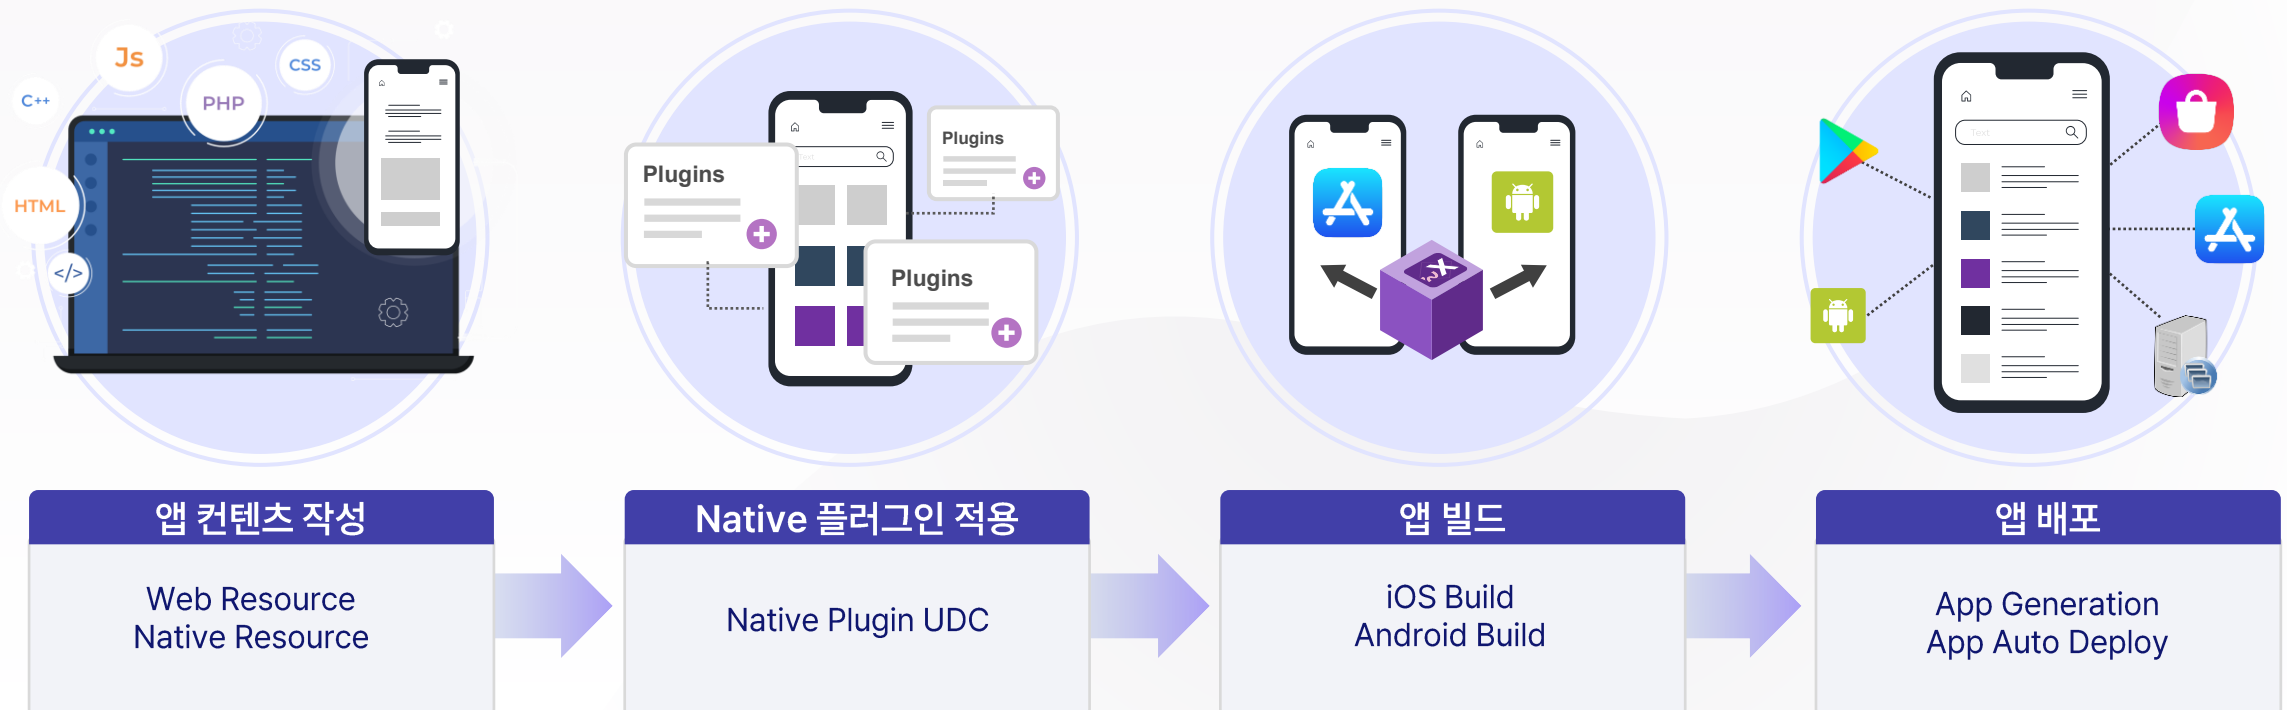 Js
CSS
C++
PHP
HTML
</>
Plugins
Text
Plugins
Plugins
X
Text
앱 컨텐츠 작성
Web Resource
Native Resource
Native 플러그인 적용
Native Plugin UDC
앱 빌드
iOS Build
Android Build
앱 배포
App Generation
App Auto Deploy